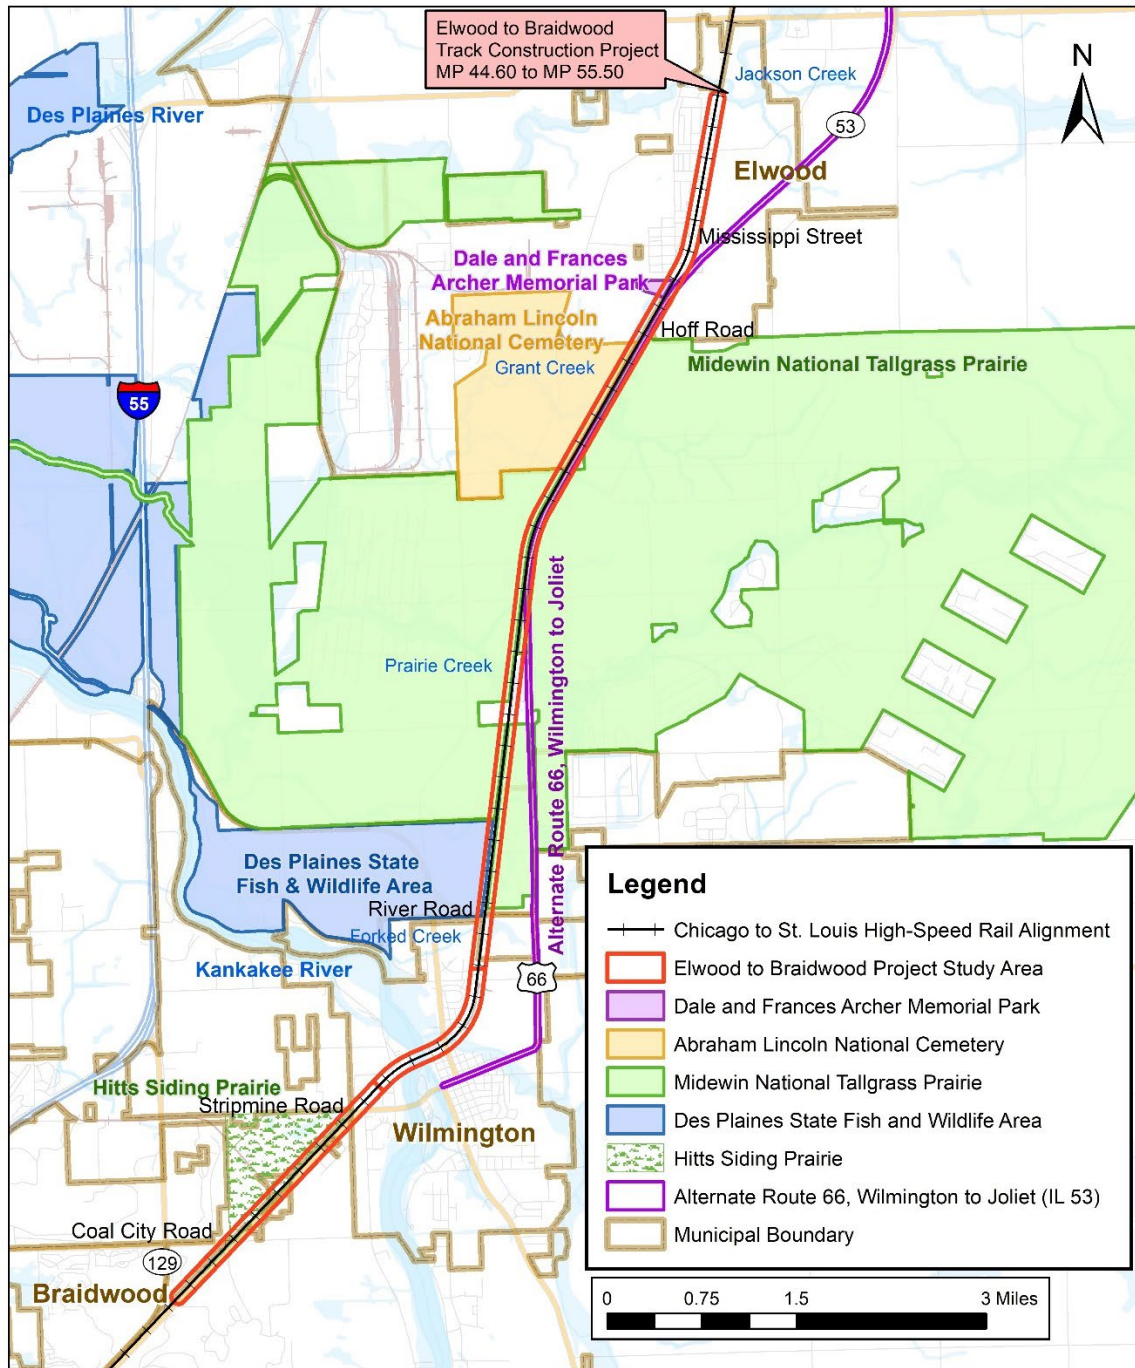 Elwood to Braidwood
Track Construction Project
MP 44.60 to MP 55.50
N
Jackson Creek
Des Plaines River
53
Elwood
Mississippi Street
Dale and Frances
Archer Memorial Park
Abraham Lincoln
National Cemetery
Hoff Road
Grant Creek
Midewin National Tallgrass Prairie
55
Alternate Route 66, Wilmington to Joliet
Prairie Creek
Des Plaines State
Fish & Wildlife Area
River Road
Forked Creek
Kankakee River
66
Hitts Siding Prairie
Stripmine Road
Wilmington
Coal City Road
129
Braidwood
Legend
Chicago to St. Louis High-Speed Rail Alignment
Elwood to Braidwood Project Study Area
Dale and Frances Archer Memorial Park
Abraham Lincoln National Cemetery
Midewin National Tallgrass Prairie
Des Plaines State Fish and Wildlife Area
Hitts Siding Prairie
Alternate Route 66, Wilmington to Joliet (IL 53)
Municipal Boundary
0 0.75 1.5 3 Miles